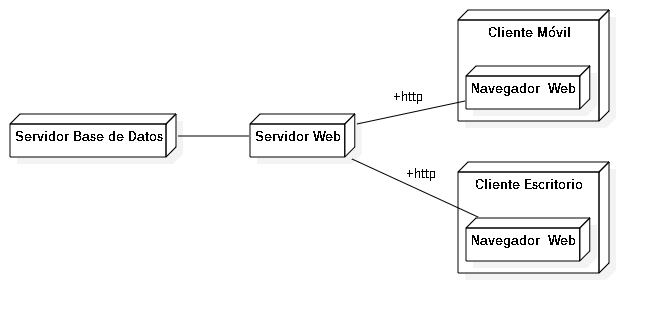 Cliente Móvil
Navegador  Web
+http
Servidor Base de Datos
Servidor Web
+http
Cliente Escritorio
Navegador  Web